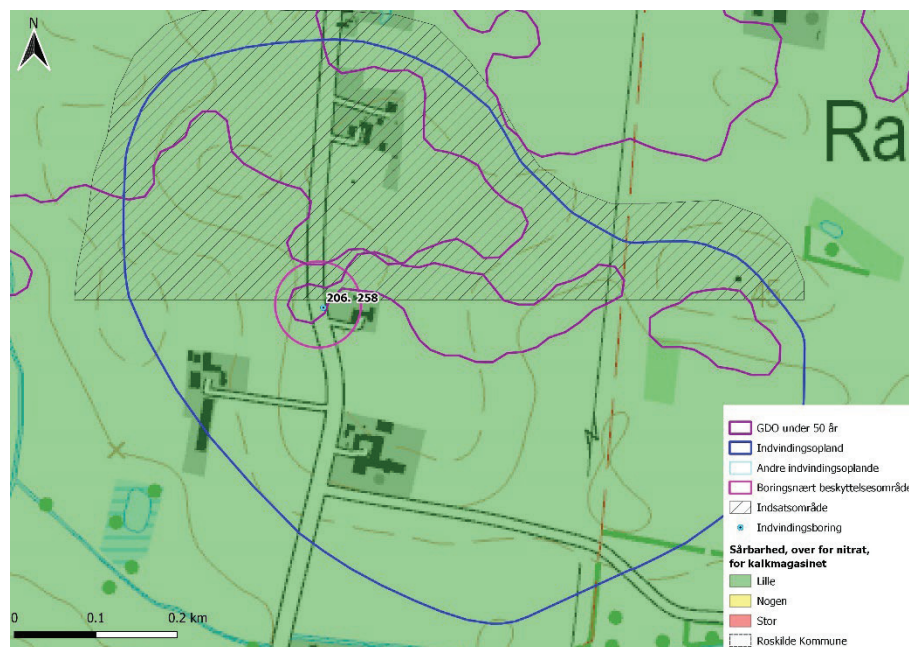 N
Ra
206. 258
GDO under 50 år
Indvindingsopland
Andre indvindingsoplande
Boringsnært beskyttelsesområde
Indsatsområde
Indvindingsboring
Sårbarhed, over for nitrat,
for kalkmagasinet
Lille
Nogen
Stor
Roskilde Kommune
0 0.1 0.2 km